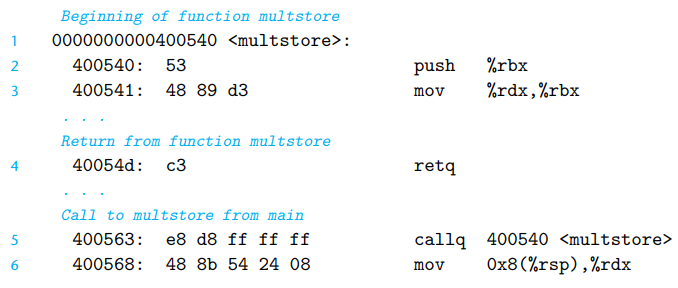 Beginning of function multstore
1 0000000000400540 <multstore>:
2 400540: 53 push %rbx
3 400541: 48 89 d3 mov %rdx,%rbx
. . .
Return from function multstore
4 40054d: c3 retq
. . .
Call to multstore from main
5 400563: e8 d8 ff ff ff callq 400540 <multstore>
6 400568: 48 8b 54 24 08 mov 0x8(%rsp),%rdx